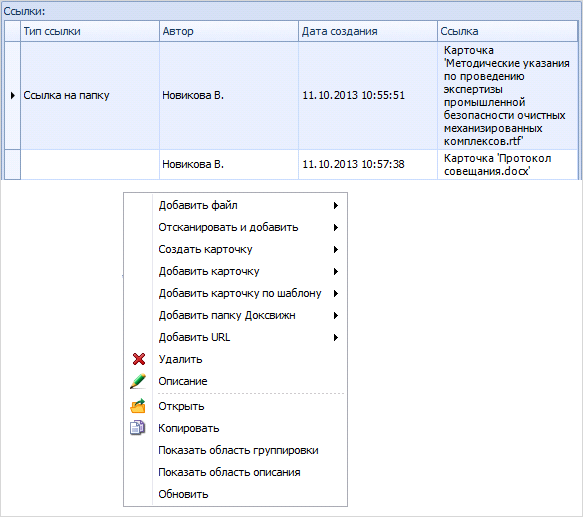 Ссылки:
Тип ссылки Автор Дата создания Ссылка
Ссылка на папку Новикова В. 11.10.2013 10:55:51 Карточка
'Методические указания
по проведению
экспертизы
промышленной
безопасности очистных
механизированных
комплексов.rtf'
Новикова В. 11.10.2013 10:57:38 Карточка 'Протокол
совещания.docx'
Добавить файл
Отсканировать и добавить
Создать карточку
Добавить карточку
Добавить карточку по шаблону
Добавить папку Доксвижн
Добавить URL
Удалить
Описание
Открыть
Копировать
Показать область группировки
Показать область описания
Обновить